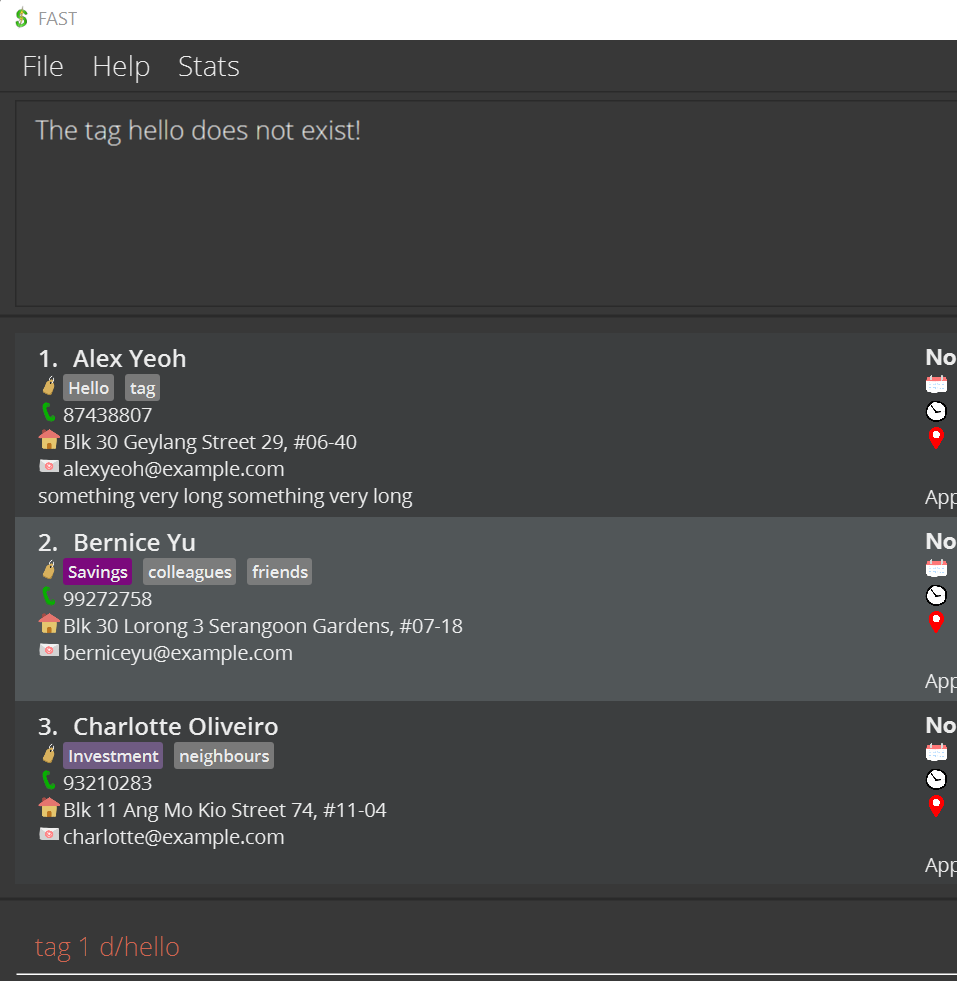 FAST
File Help Stats
The tag hello does not exist!
1. Alex Yeoh
Hello tag
87438807
Blk 30 Geylang Street 29, #06-40
alexyeoh@example.com
something very long something very long
No
App
2. Bernice Yu
Savings colleagues friends
99272758
Blk 30 Lorong 3 Serangoon Gardens, #07-18
berniceyu@example.com
No
App
3. Charlotte Oliveiro
Investment neighbours
93210283
Blk 11 Ang Mo Kio Street 74, #11-04
charlotte@example.com
No
App
tag 1 d/hello